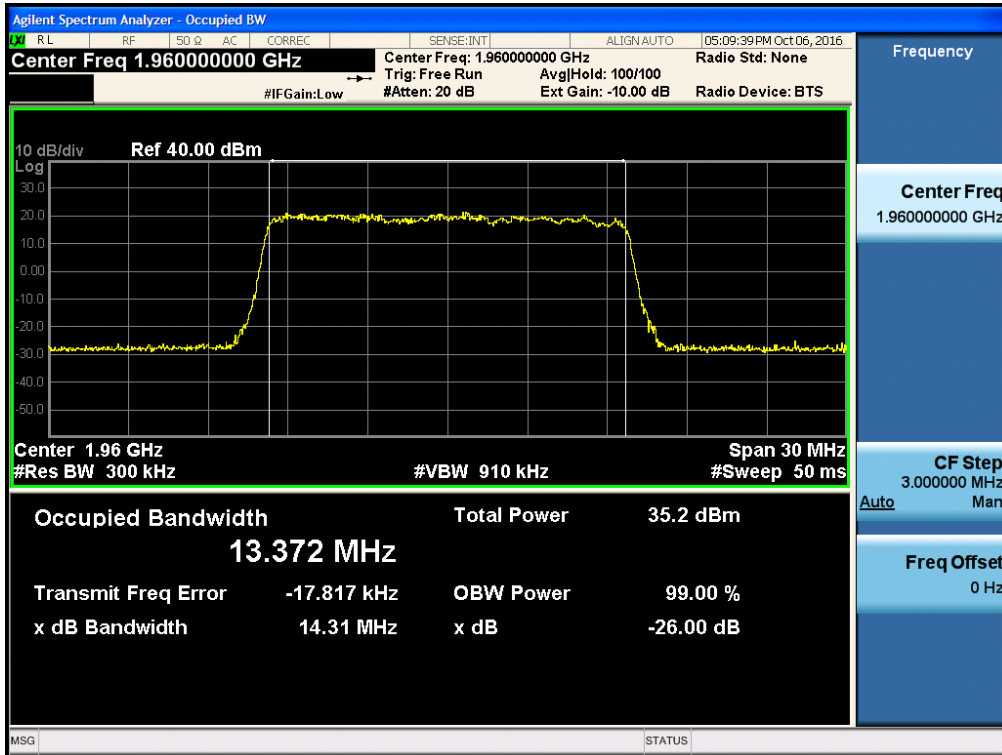 Agilent Spectrum Analyzer - Occupied BW
LXI RL RF 50 Ω AC CORREC SENSE:INT ALIGN AUTO 05:09:39 PM Oct 06, 2016
Center Freq 1.960000000 GHz
Center Freq: 1.960000000 GHz Radio Std: None
Trig: Free Run Avg|Hold: 100/100
#IFGain:Low #Atten: 20 dB Ext Gain: -10.00 dB Radio Device: BTS
10 dB/div Ref 40.00 dBm
Log
30.0
20.0
10.0
0.00
-10.0
-20.0
-30.0
-40.0
-50.0
Center 1.96 GHz Span 30 MHz
#Res BW 300 kHz #VBW 910 kHz #Sweep 50 ms
Occupied Bandwidth Total Power 35.2 dBm
13.372 MHz
Transmit Freq Error -17.817 kHz OBW Power 99.00 %
x dB Bandwidth 14.31 MHz x dB -26.00 dB
MSG STATUS
Frequency
Center Freq
1.960000000 GHz
CF Step
3.000000 MHz
Auto Man
Freq Offset
0 Hz